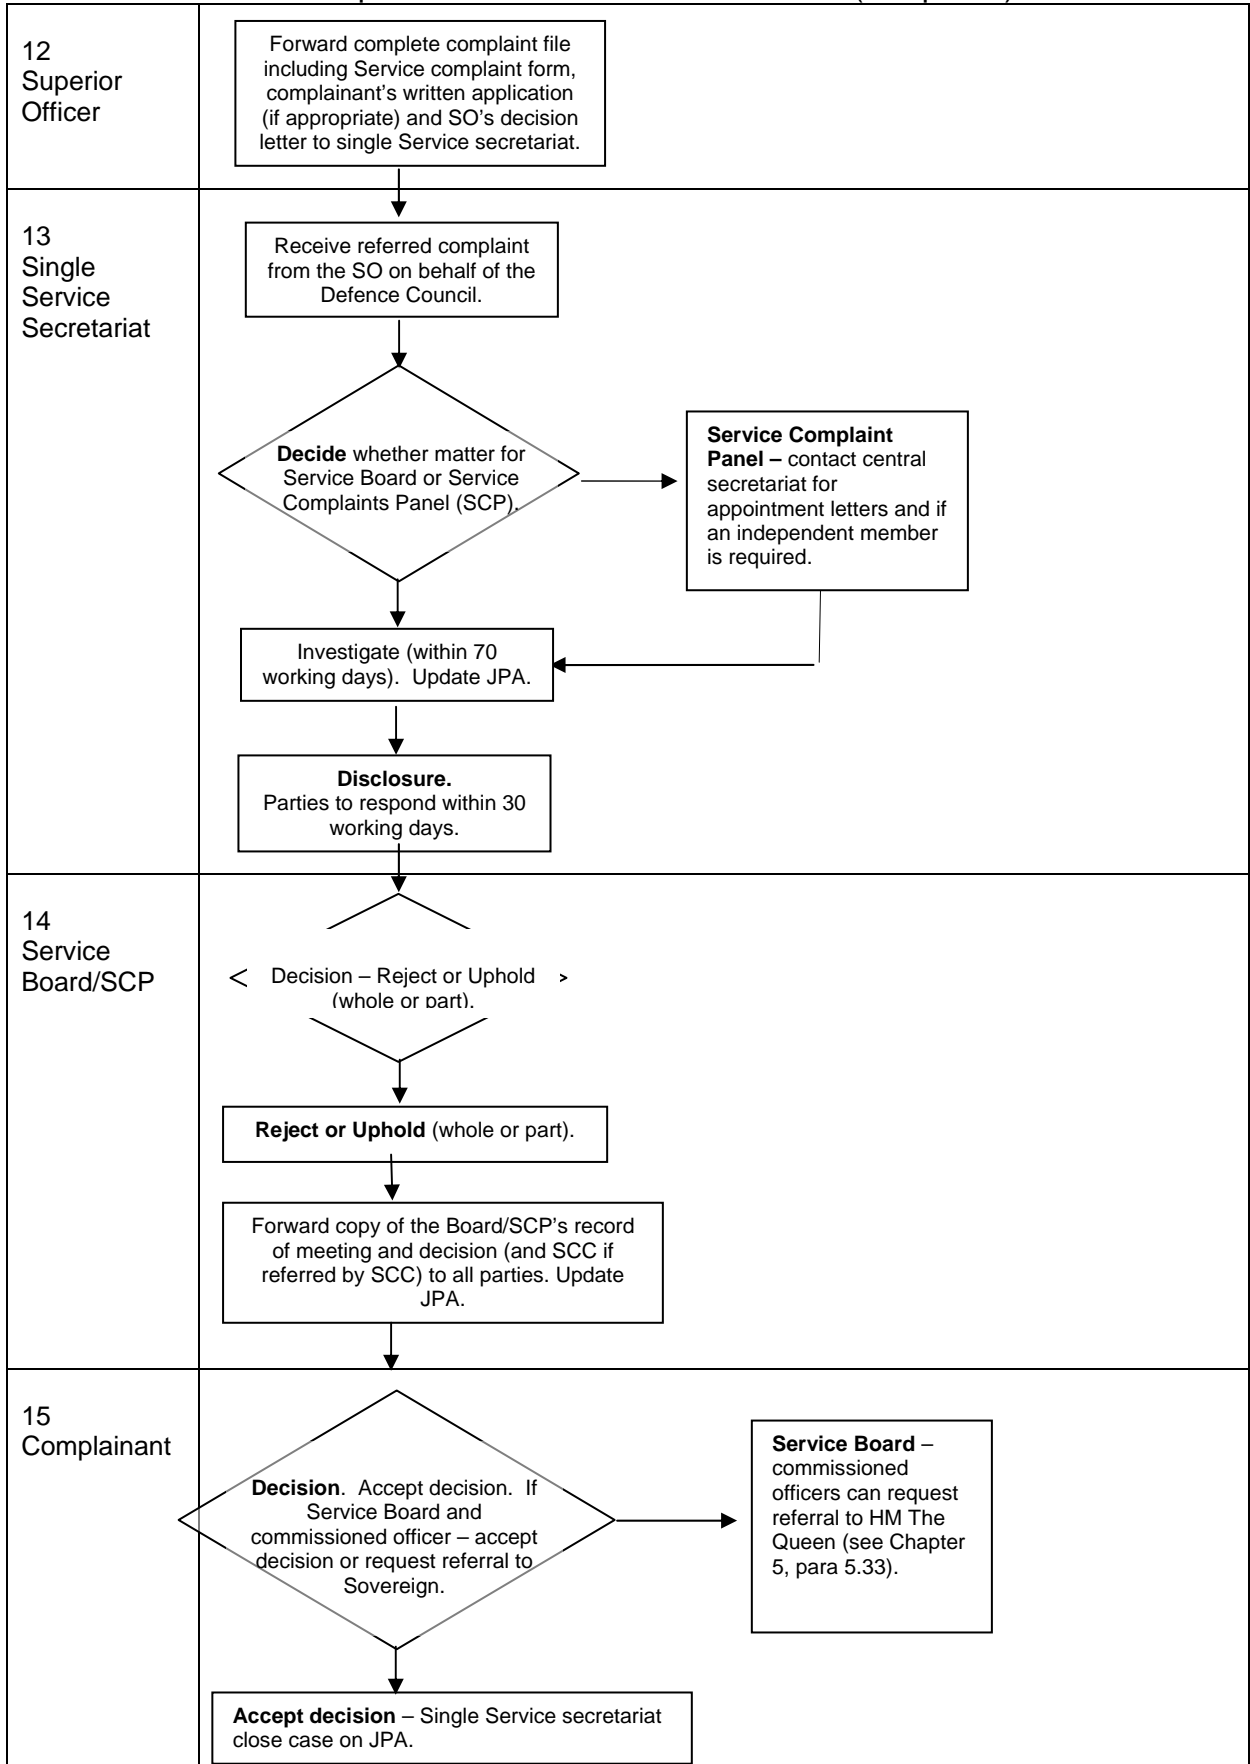 12
Superior
Officer
Forward complete complaint file
including Service complaint form,
complainant's written application
(if appropriate) and SO's decision
letter to single Service secretariat.
13
Single
Service
Secretariat
Receive referred complaint
from the SO on behalf of the
Defence Council.
Decide whether matter for
Service Board or Service
Complaints Panel (SCP).
Service Complaint
Panel – contact central
secretariat for
appointment letters and if
an independent member
is required.
Investigate (within 70
working days).  Update JPA.
Disclosure.
Parties to respond within 30
working days.
14
Service
Board/SCP
Decision – Reject or Uphold
(whole or part).
Reject or Uphold (whole or part).
Forward copy of the Board/SCP's record
of meeting and decision (and SCC if
referred by SCC) to all parties. Update
JPA.
15
Complainant
Decision.  Accept decision.  If
Service Board and
commissioned officer – accept
decision or request referral to
Sovereign.
Service Board –
commissioned
officers can request
referral to HM The
Queen (see Chapter
5, para 5.33).
Accept decision – Single Service secretariat
close case on JPA.